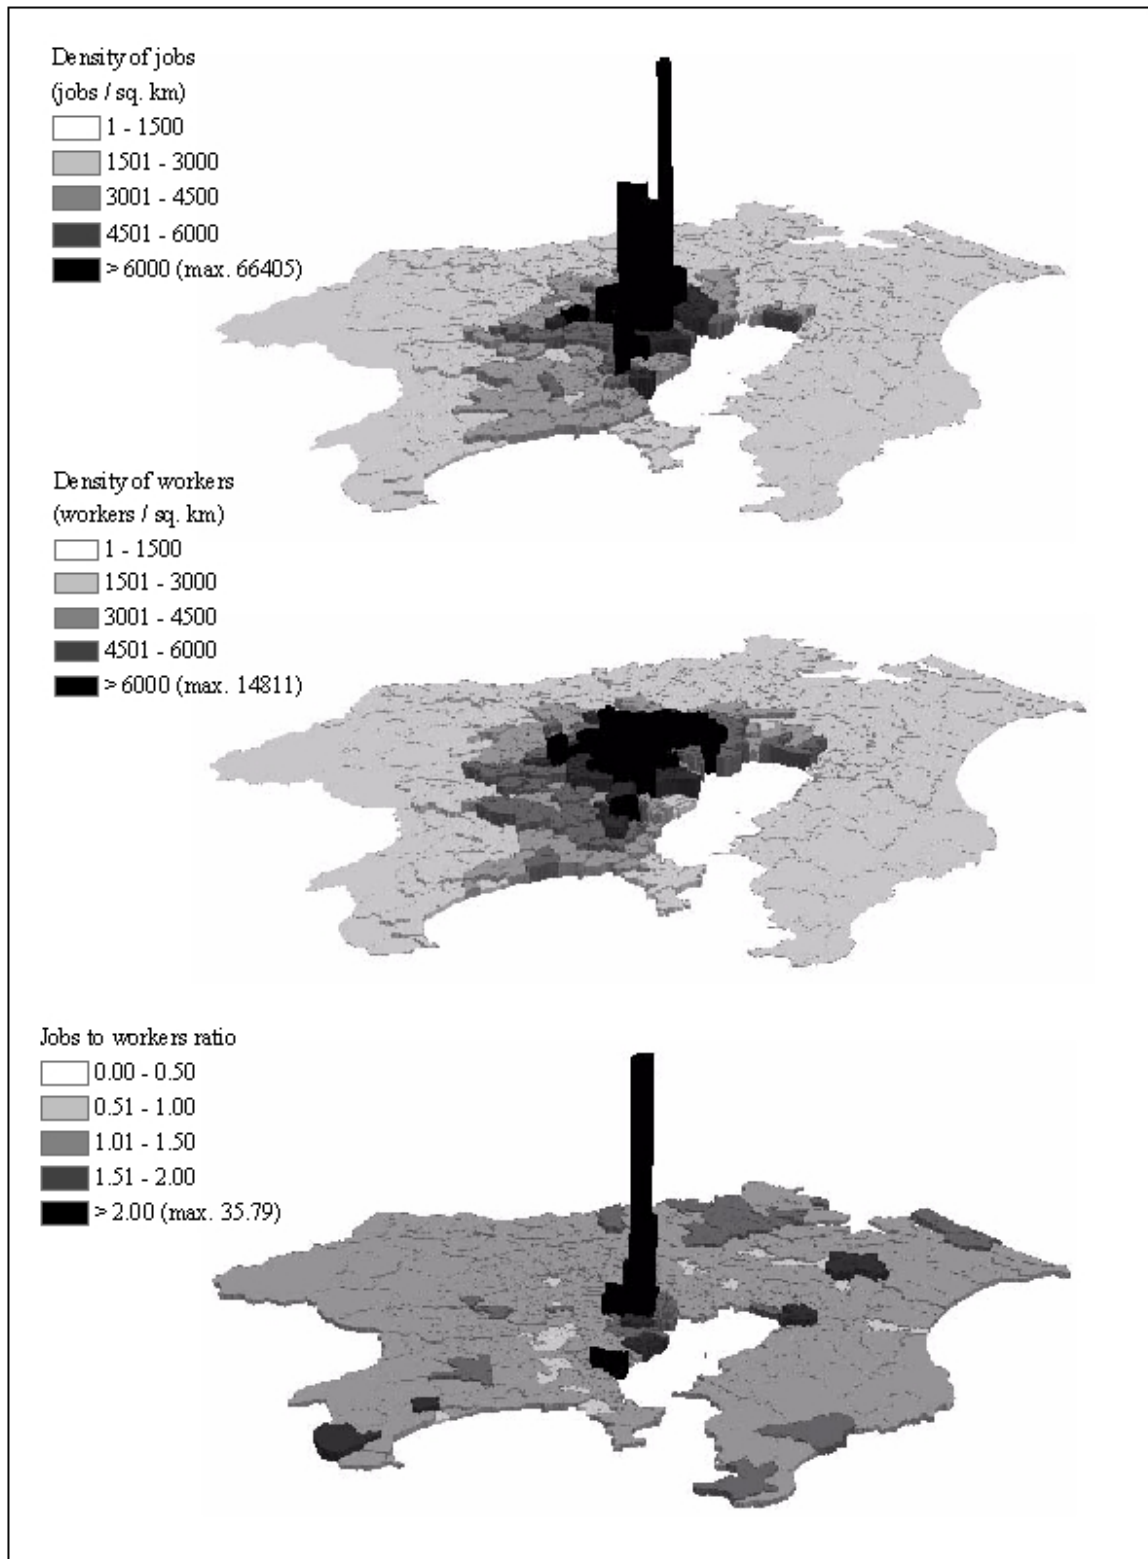 Density of jobs
(jobs / sq. km)
1 - 1500
1501 - 3000
3001 - 4500
4501 - 6000
> 6000 (max. 66405)
Density of workers
(workers / sq. km)
1 - 1500
1501 - 3000
3001 - 4500
4501 - 6000
> 6000 (max. 14811)
Jobs to workers ratio
0.00 - 0.50
0.51 - 1.00
1.01 - 1.50
1.51 - 2.00
> 2.00 (max. 35.79)